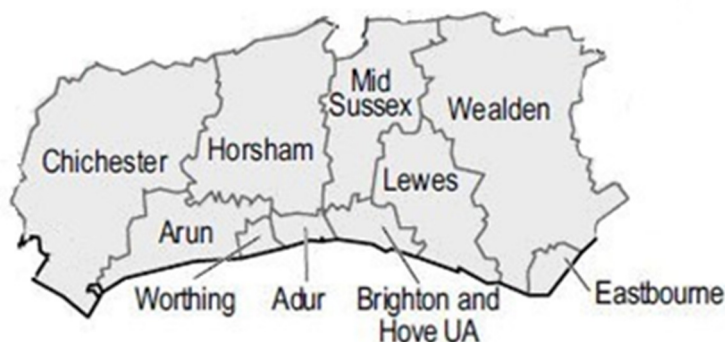 Mid
Sussex
Wealden
Chichester
Horsham
Lewes
Arun
Worthing
Adur
Brighton and
Hove UA
Eastbourne